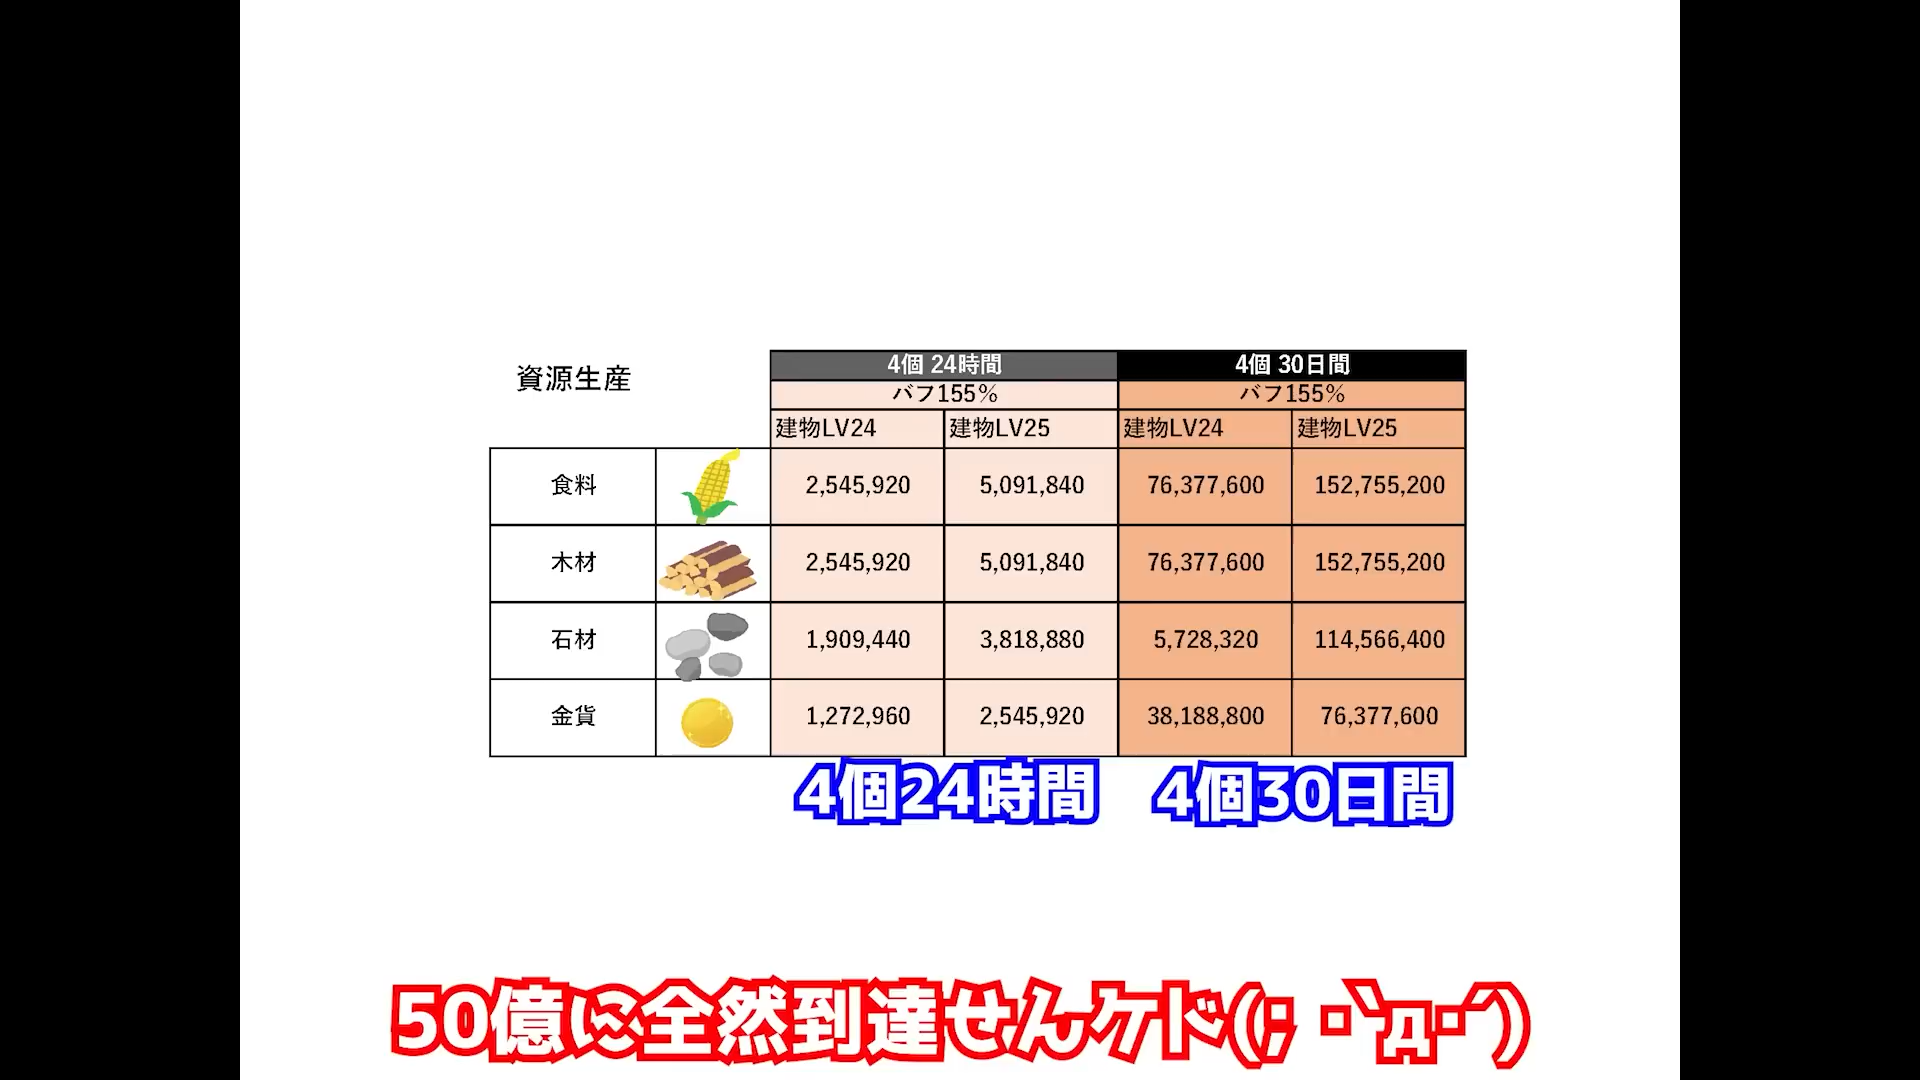 資源生産
4個 24時間 4個 30日間
バフ155% バフ155%
建物LV24 建物LV25 建物LV24 建物LV25
食料 2,545,920 5,091,840 76,377,600 152,755,200
木材 2,545,920 5,091,840 76,377,600 152,755,200
石材 1,909,440 3,818,880 5,728,320 114,566,400
金貨 1,272,960 2,545,920 38,188,800 76,377,600
4個24時間 4個30日間
50億に全然到達せんケド(; ･`д･´)